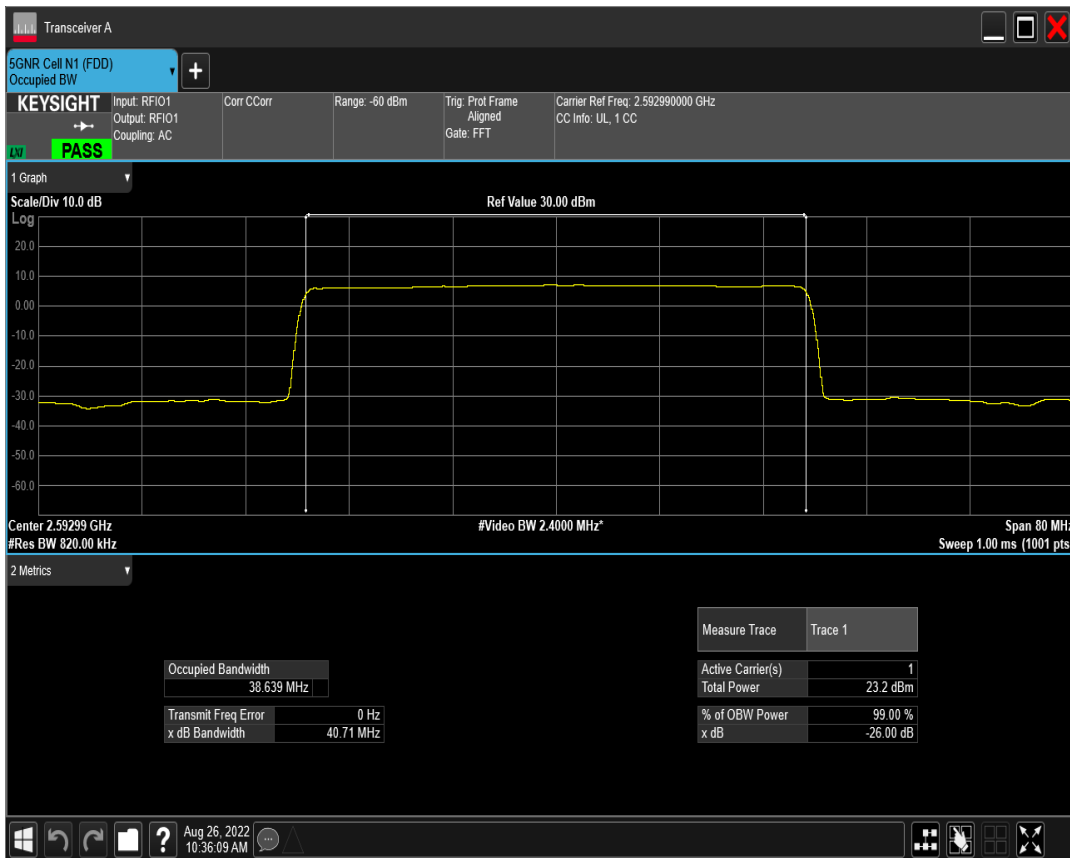 Transceiver A
5GNR Cell N1 (FDD)
Occupied BW
+
KEYSIGHT
LXI
PASS
Input: RFIO1
Output: RFIO1
Coupling: AC
Corr CCorr
Range: -60 dBm
Trig: Prot Frame
Aligned
Gate: FFT
Carrier Ref Freq: 2.592990000 GHz
CC Info: UL, 1 CC
1 Graph
Scale/Div 10.0 dB
Ref Value 30.00 dBm
Log
20.0
10.0
0.00
-10.0
-20.0
-30.0
-40.0
-50.0
-60.0
Center 2.59299 GHz
#Video BW 2.4000 MHz*
Span 80 MHz
#Res BW 820.00 kHz
Sweep 1.00 ms (1001 pts
2 Metrics
Measure Trace Trace 1
Occupied Bandwidth
38.639 MHz
Active Carrier(s) 1
Total Power 23.2 dBm
Transmit Freq Error 0 Hz
x dB Bandwidth 40.71 MHz
% of OBW Power 99.00 %
x dB -26.00 dB
?
Aug 26, 2022
10:36:09 AM